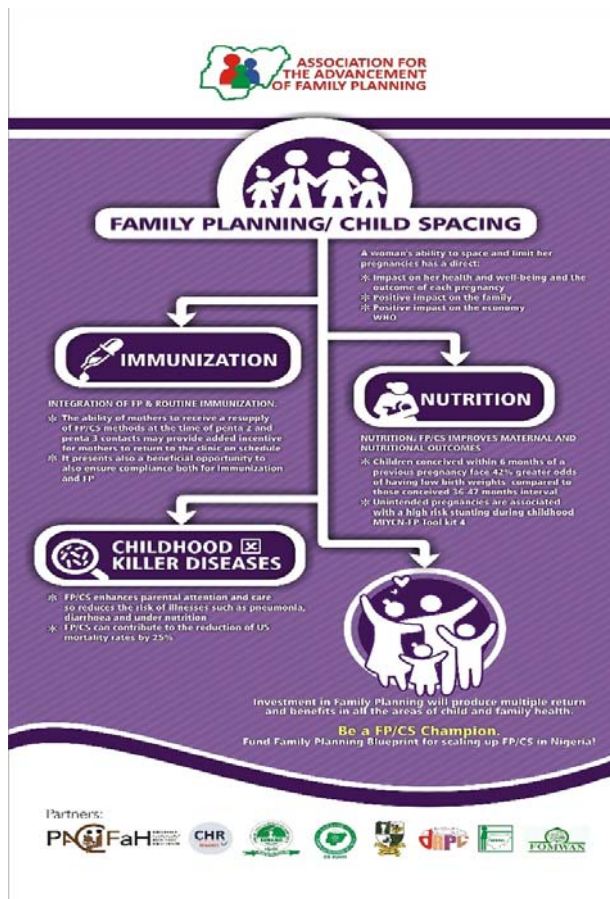 ASSOCIATION FOR
THE ADVANCEMENT
OF FAMILY PLANNING
FAMILY PLANNING/ CHILD SPACING
A woman's ability to space and limit her
pregnancies has a direct:
* Impact on her health and well-being and the
outcome of each pregnancy
* Positive impact on the family
* Positive impact on the economy
WHO
IMMUNIZATION
INTEGRATION OF FP & ROUTINE IMMUNIZATION:
* The ability of mothers to receive a resupply
of FP/CS methods at the time of penta 2 and
penta 3 contacts may provide added incentive
for mothers to return to the clinic on schedule
* It presents also a beneficial opportunity to
also ensure compliance both for Immunization
and FP
NUTRITION
NUTRITION: FP/CS IMPROVES MATERNAL AND
NUTRITIONAL OUTCOMES
* Children conceived within 6 months of a
previous pregnancy face 42% greater odds
of having low birth weights compared to
those conceived 36-47 months interval
* Unintended pregnancies are associated
with a high risk stunting during childhood
MIYCN-FP Tool kit 4
CHILDHOOD
KILLER DISEASES
* FP/CS enhances parental attention and care
so reduces the risk of illnesses such as pneumonia,
diarrhoea and under nutrition
* FP/CS can contribute to the reduction of U5
mortality rates by 25%
Investment in Family Planning will produce multiple return
and benefits in all the areas of child and family health.
Be a FP/CS Champion.
Fund Family Planning Blueprint for scaling up FP/CS in Nigeria!
Partners:
PACFaH
CHR
dRPC
FOMWAN